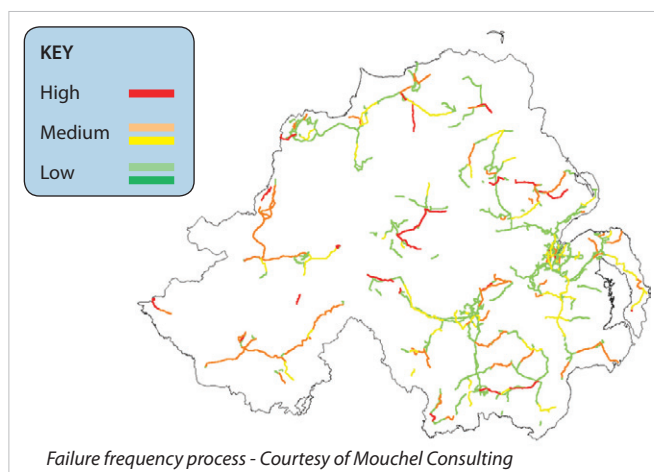 KEY
High
Medium
Low
Failure frequency process - Courtesy of Mouchel Consulting